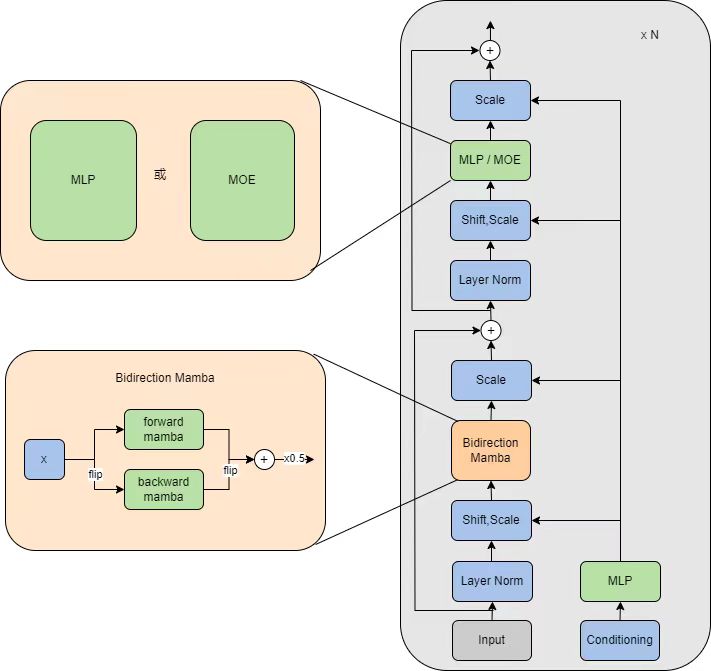 x N
Scale
MLP / MOE
Shift,Scale
Layer Norm
Scale
Bidirection
Mamba
Shift,Scale
Layer Norm
Input
MLP
Conditioning
MLP
或
MOE
Bidirection Mamba
x
flip
forward
mamba
backward
mamba
flip
x0.5
+
+
+